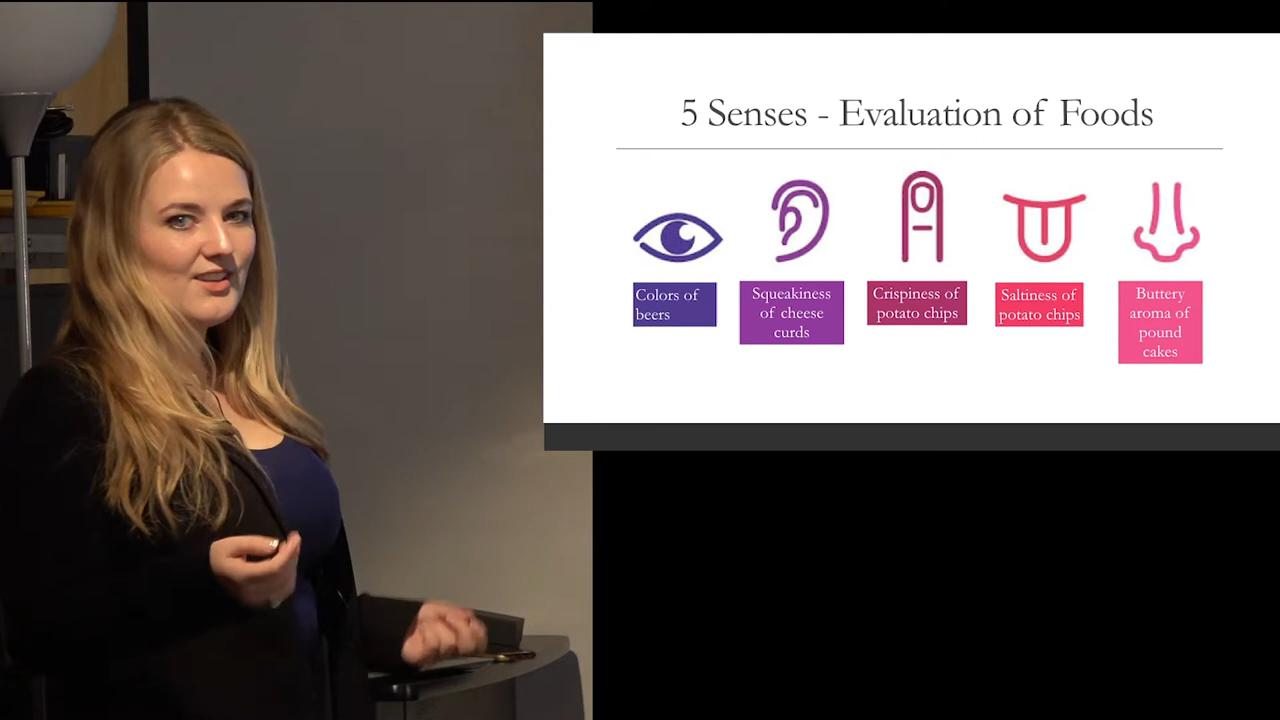 5 Senses - Evaluation of Foods
Colors of
beers
Squeakiness
of cheese
curds
Crispiness of
potato chips
Saltiness of
potato chips
Buttery
aroma of
pound
cakes